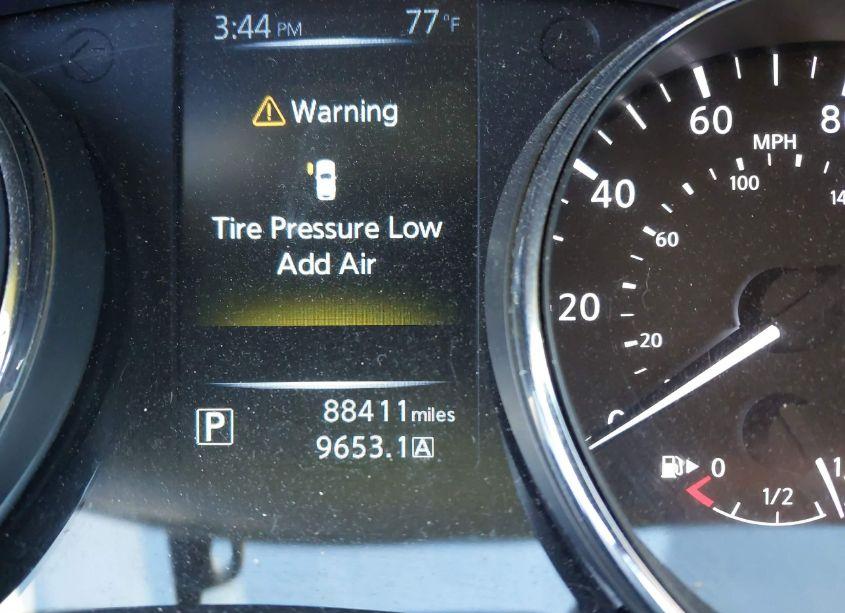 3:44 PM 77°F
Warning
Tire Pressure Low
Add Air
P
88411 miles
9653.1 A
60
MPH
40
100
60
20
20
0
1/2